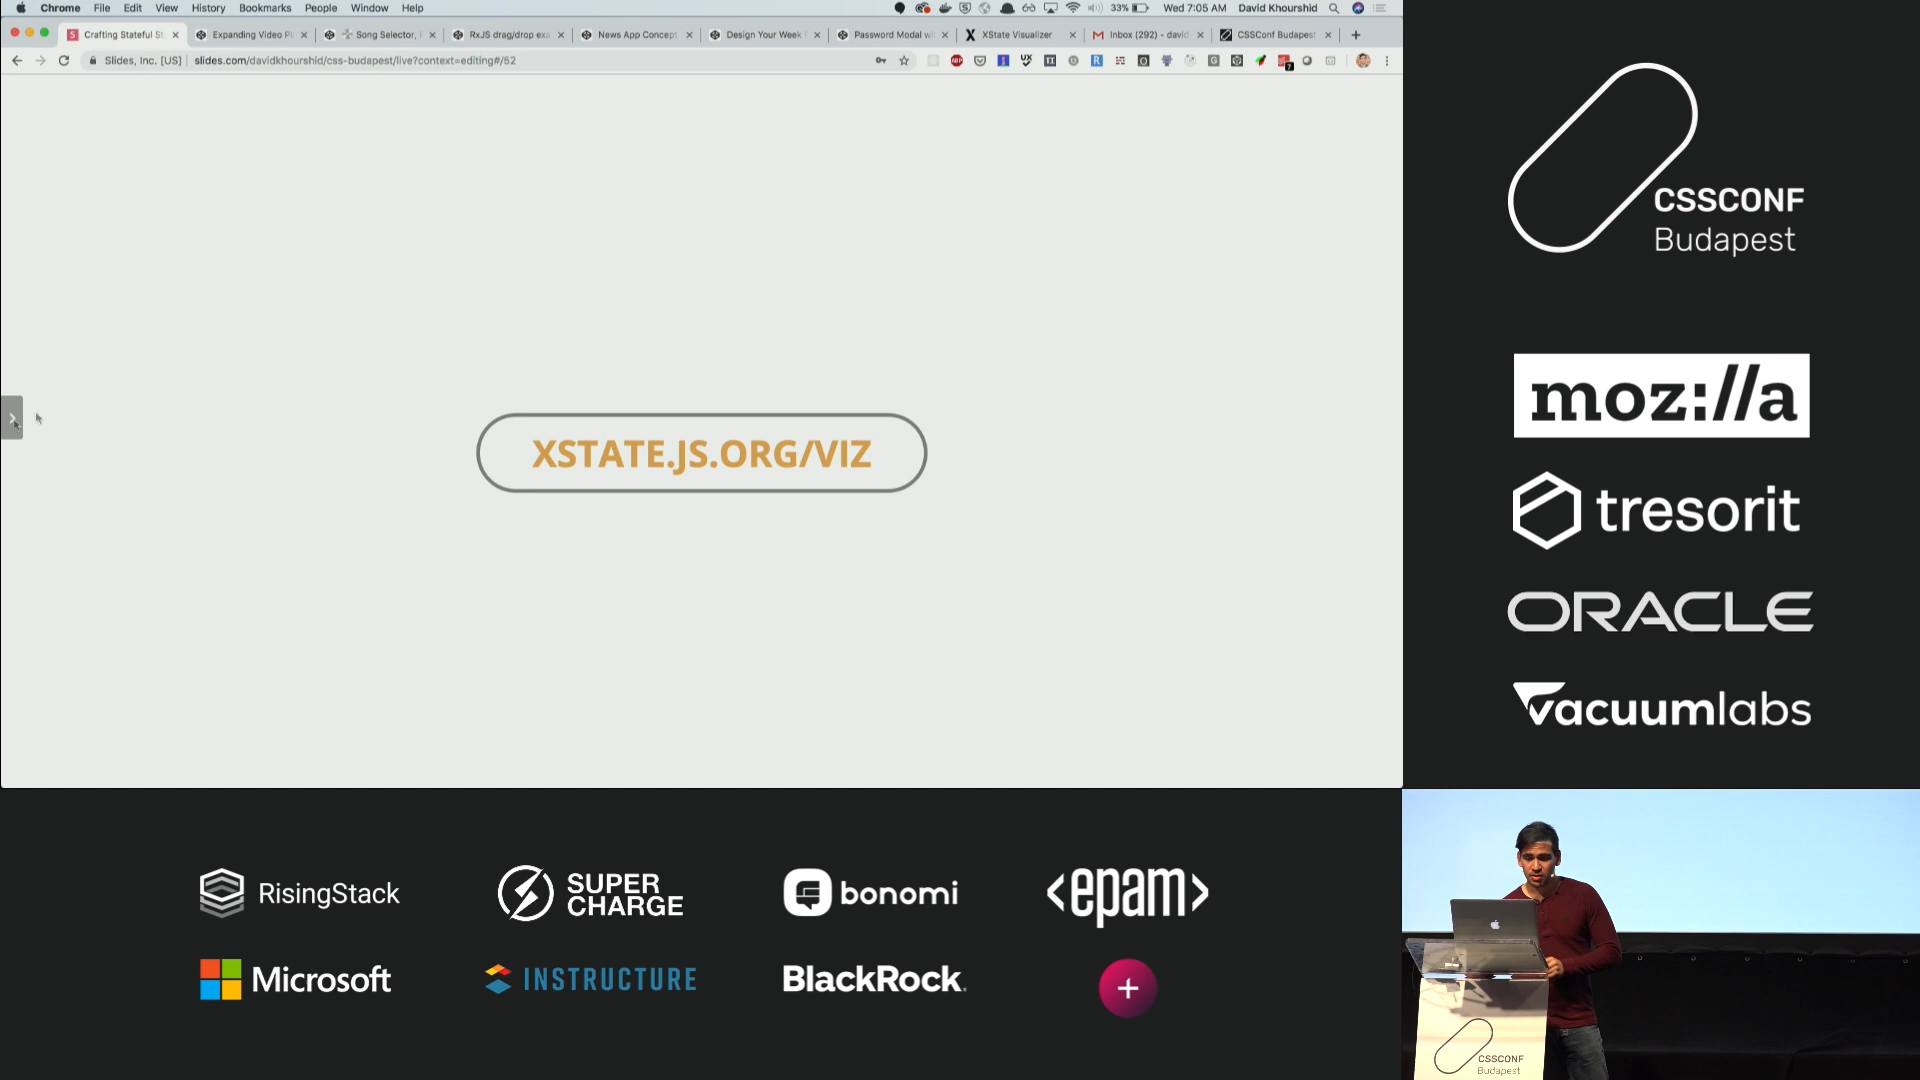 Chrome File Edit View History Bookmarks People Window Help
33% Wed 7:05 AM David Khourshid
Crafting Stateful St
Expanding Video Pl
Song Selector,
RxJS drag/drop exa
News App Concept
Design Your Week
Password Modal wi
XState Visualizer
Inbox (292) - david
CSSConf Budapest
Slides, Inc. [US] slides.com/davidkhourshid/css-budapest/live?context=editing#/52
XSTATE.JS.ORG/VIZ
CSSCONF
Budapest
moz://a
tresorit
ORACLE
vacuumlabs
RisingStack
SUPER
CHARGE
bonomi
<epam>
Microsoft
INSTRUCTURE
BlackRock.
+
CSSCONF
Budapest